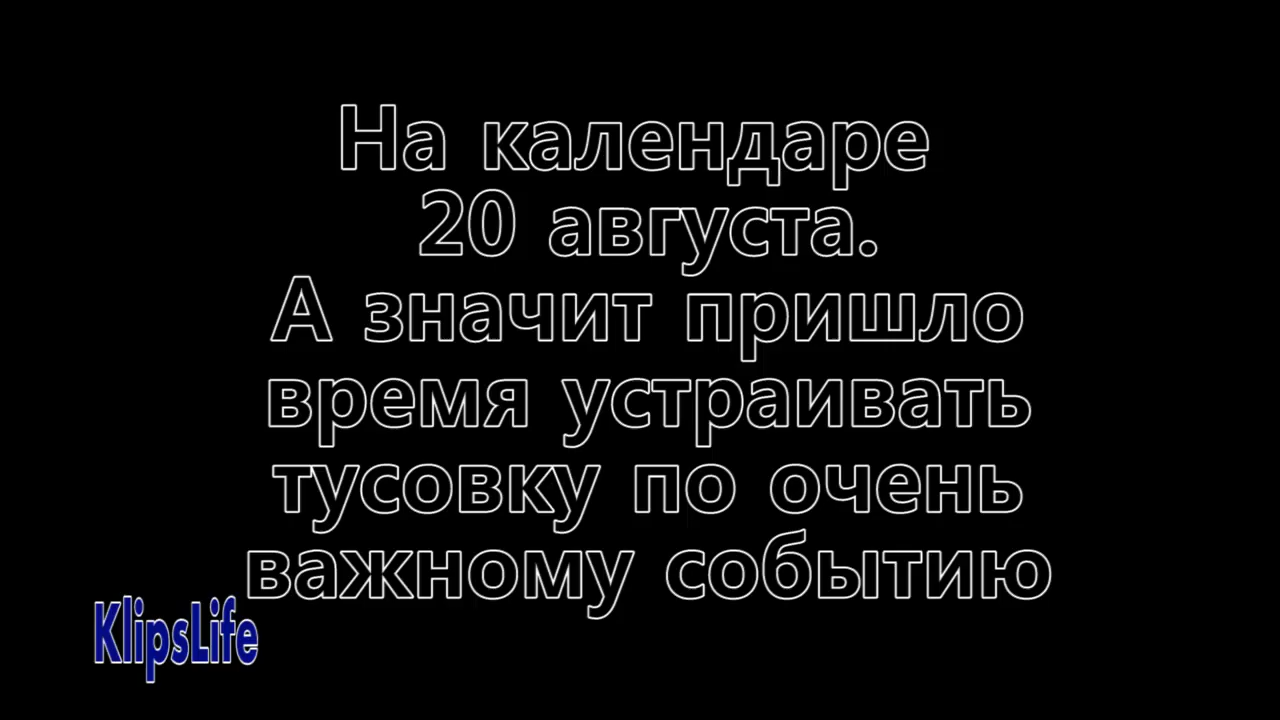 На календаре
20 августа.
А значит пришло
время устраивать
тусовку по очень
важному событию
KlipsLife